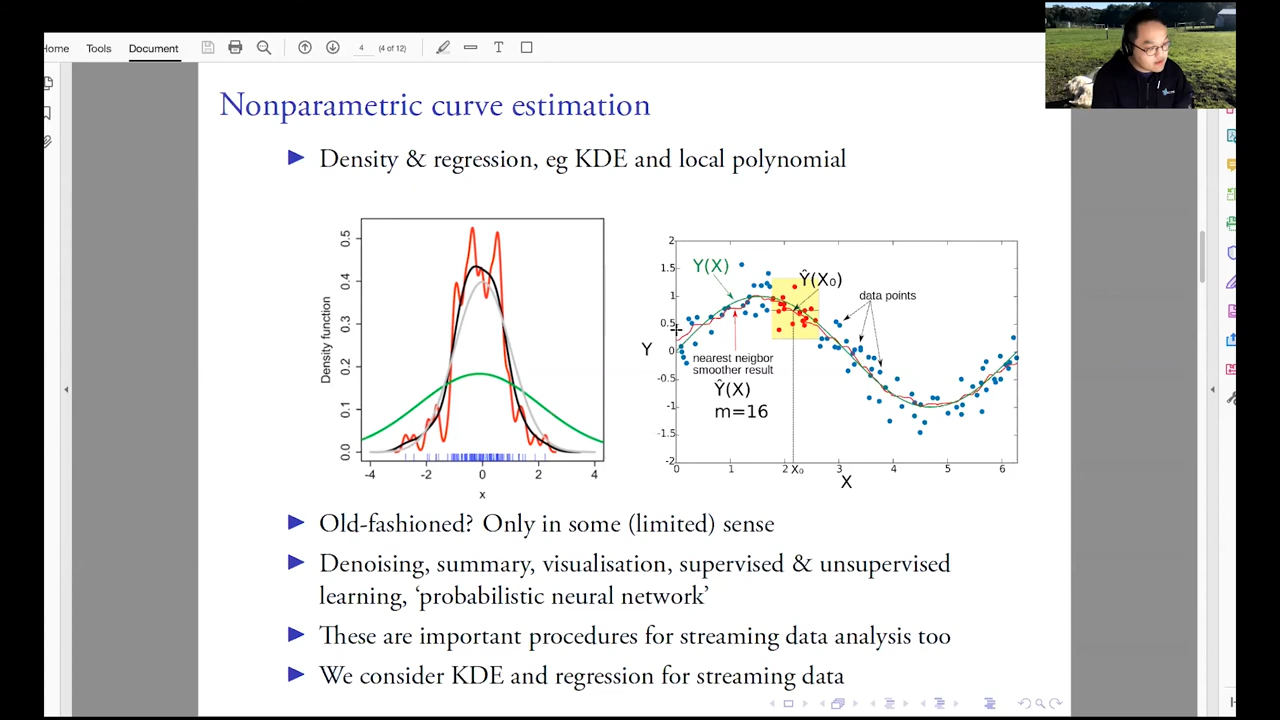 Home Tools Document 4 (4 of 12)
Nonparametric curve estimation
▶ Density & regression, eg KDE and local polynomial
Density function
0.5
0.4
0.3
0.2
0.1
0.0
-4 -2 0 2 4
x
2
1.5
1
0.5
0
-0.5
-1
-1.5
-2
Y
Y(X)
Ŷ(X₀)
data points
nearest neigbor
smoother result
Ŷ(X)
m=16
0 1 2 X₀ 3 4 5 6
X
▶ Old-fashioned? Only in some (limited) sense
▶ Denoising, summary, visualisation, supervised & unsupervised
learning, ‘probabilistic neural network’
▶ These are important procedures for streaming data analysis too
▶ We consider KDE and regression for streaming data